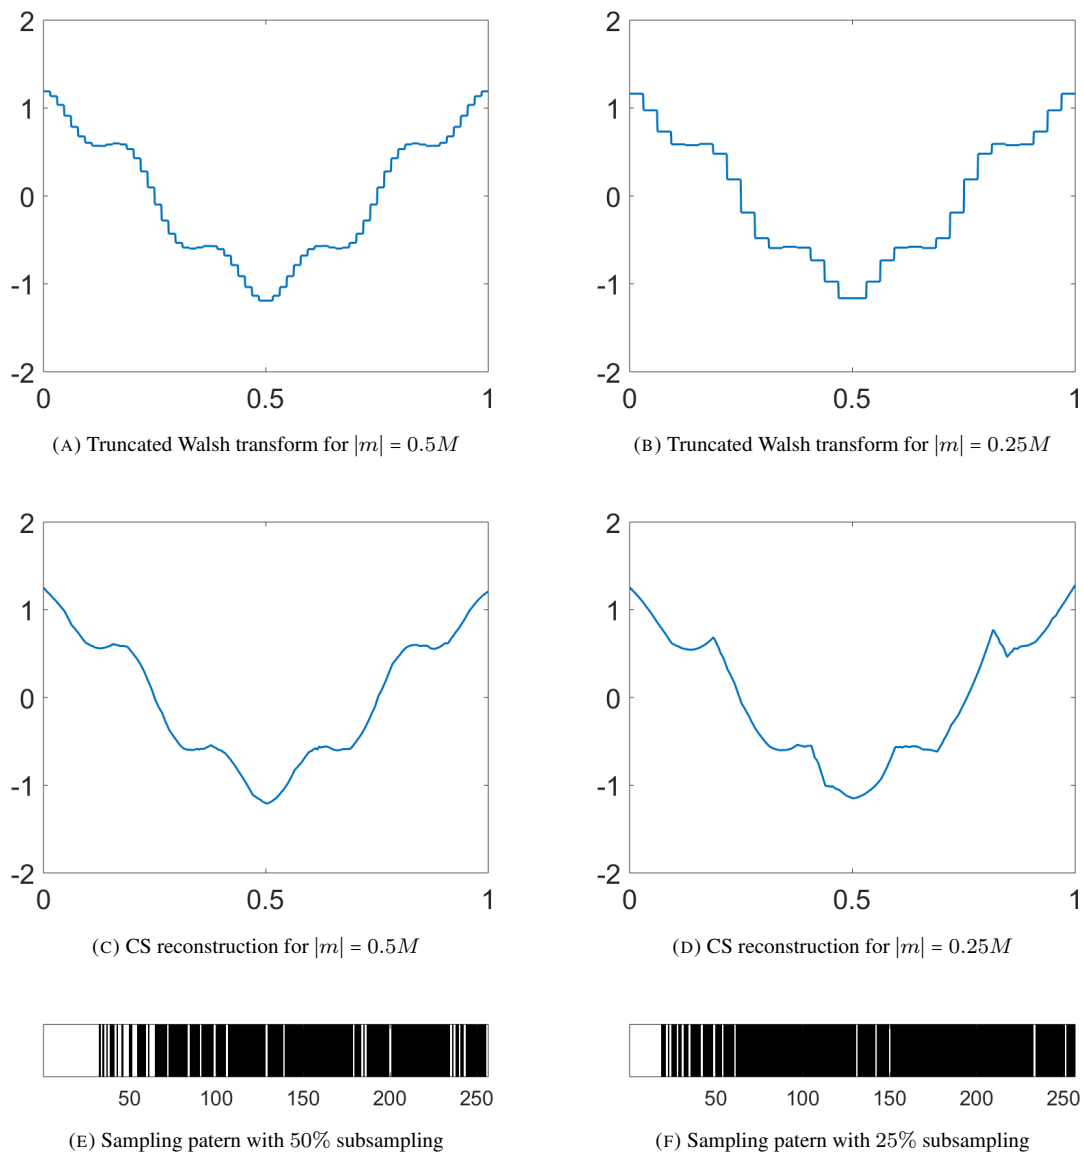 2
2
1
1
0
0
-1
-1
-2
-2
0 0.5 1
0 0.5 1
(A) Truncated Walsh transform for |m| = 0.5M
(B) Truncated Walsh transform for |m| = 0.25M
2
2
1
1
0
0
-1
-1
-2
-2
0 0.5 1
0 0.5 1
(C) CS reconstruction for |m| = 0.5M
(D) CS reconstruction for |m| = 0.25M
50 100 150 200 250
50 100 150 200 250
(E) Sampling patern with 50% subsampling
(F) Sampling patern with 25% subsampling